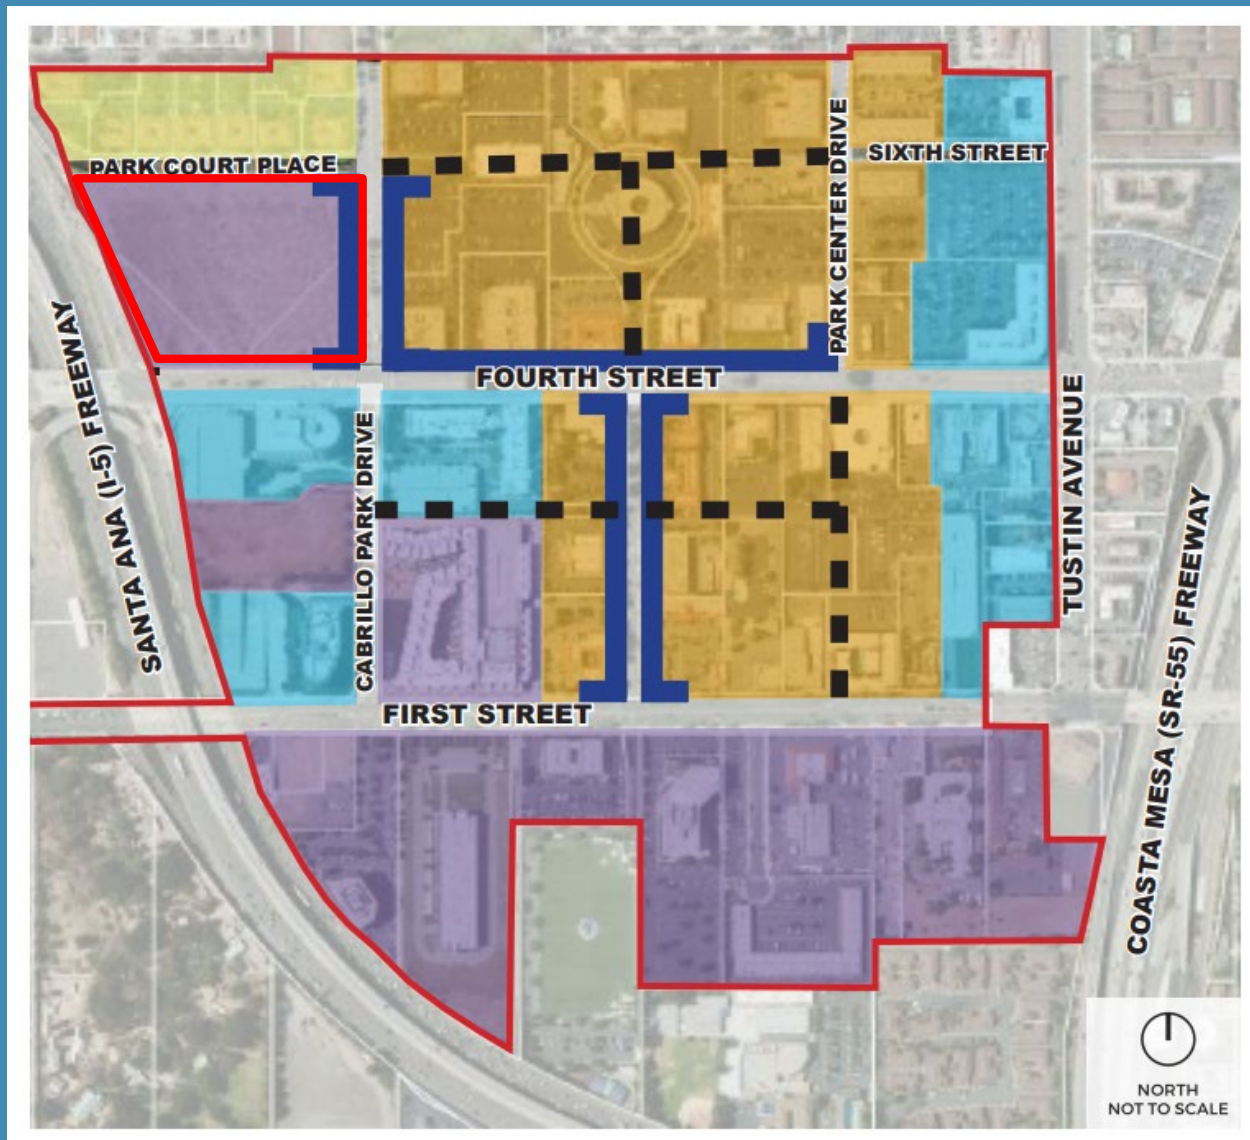 PARK COURT PLACE
SIXTH STREET
PARK CENTER DRIVE
SANTA ANA (I-5) FREEWAY
FOURTH STREET
CABRILLO PARK DRIVE
TUSTIN AVENUE
COASTA MESA (SR-55) FREEWAY
FIRST STREET
NORTH
NOT TO SCALE